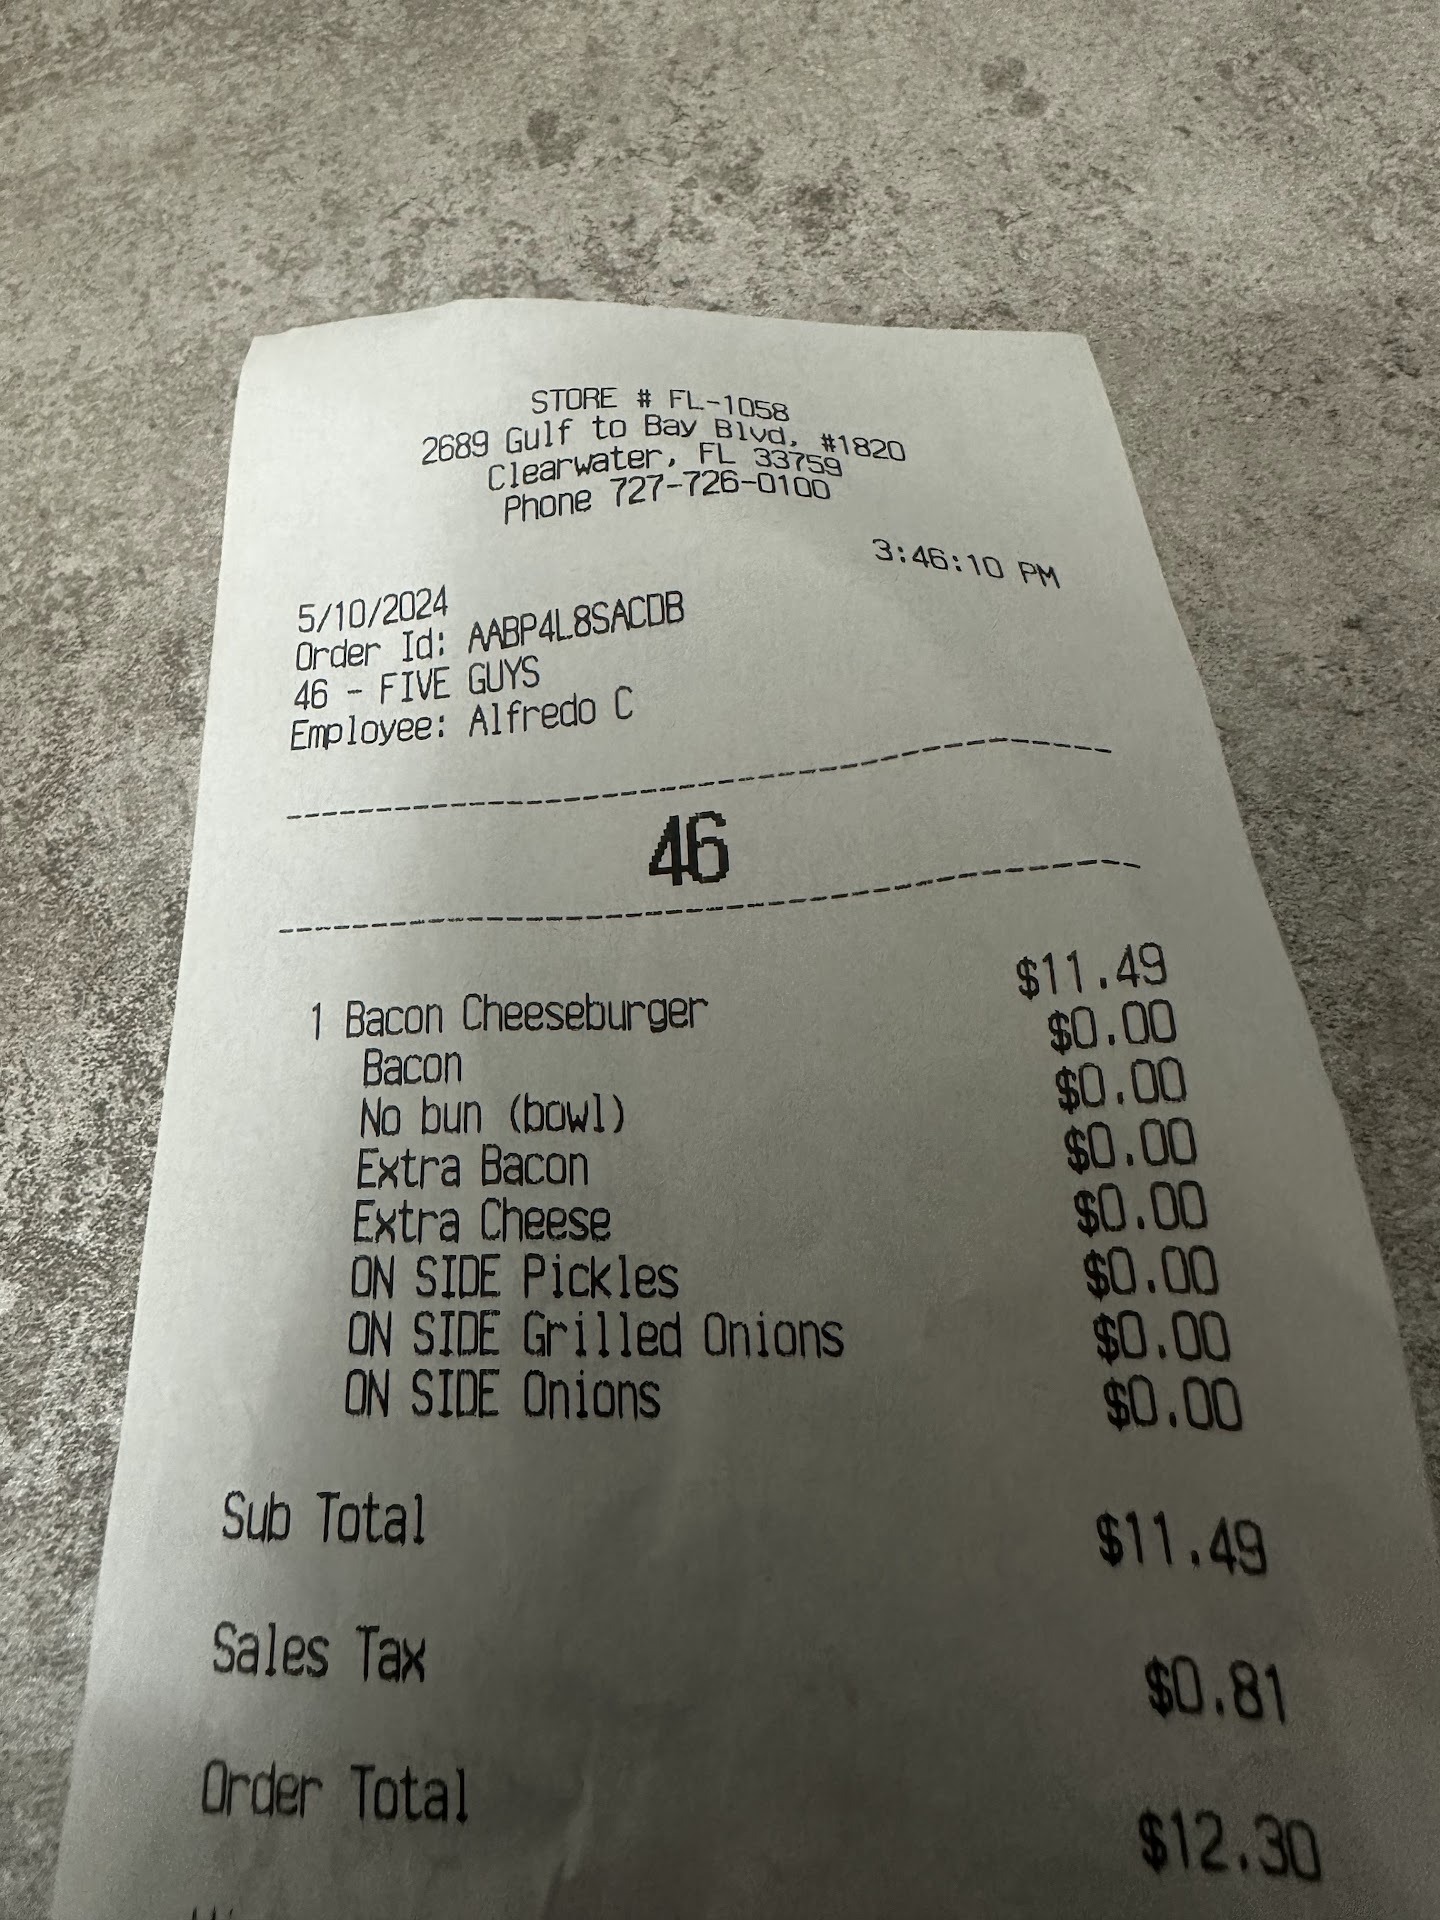 STORE # FL-1058
2689 Gulf to Bay Blvd, #1820
Clearwater, FL 33759
Phone 727-726-0100
3:46:10 PM
5/10/2024
Order Id: AABP4L8SACDB
46 - FIVE GUYS
Employee: Alfredo C
46
1 Bacon Cheeseburger $11.49
Bacon $0.00
No bun (bowl) $0.00
Extra Bacon $0.00
Extra Cheese $0.00
ON SIDE Pickles $0.00
ON SIDE Grilled Onions $0.00
ON SIDE Onions $0.00
Sub Total $11.49
Sales Tax $0.81
Order Total $12.30